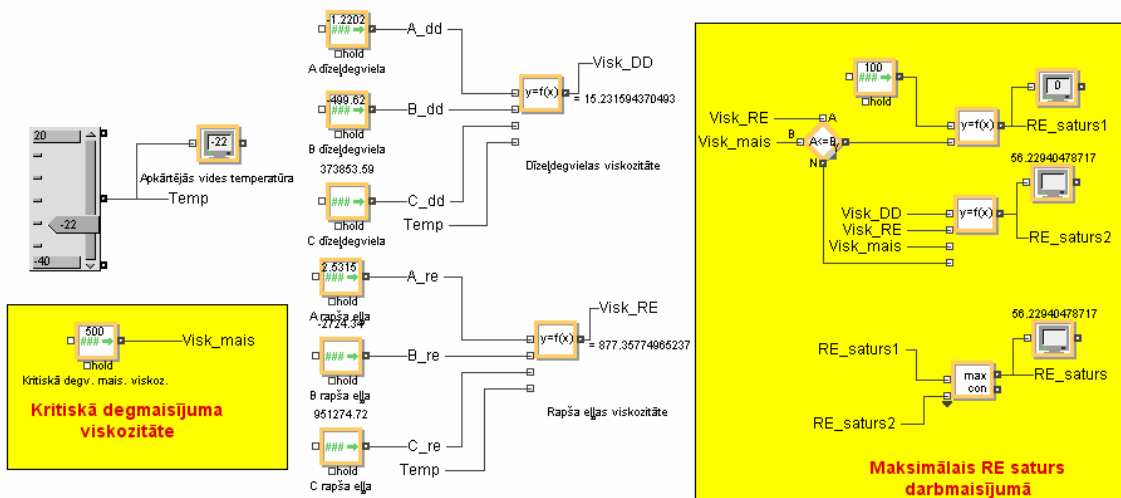 20
-22
-40
-22
Apkārtējās vides temperatūra
Temp
500
###
hold
Visk_mais
Kritiskā degv. mais. viskoz.
Kritiskā degmaisījuma
viskozitāte
-1.2202
###
hold
A_dd
A dīzeļdegviela
-499.62
###
hold
B_dd
B dīzeļdegviela
373853.59
###
hold
C_dd
C dīzeļdegviela
Temp
y=f(x)
Visk_DD
= 15.231594370493
Dīzeļdegvielas viskozitāte
2.5315
###
hold
A_re
A rapša eļļa
-2724.34
###
hold
B_re
B rapša eļļa
951274.72
###
hold
C_re
C rapša eļļa
Temp
y=f(x)
Visk_RE
= 877.35774965237
Rapša eļļas viskozitāte
100
###
hold
Visk_RE
A
B
Visk_mais
A<=B
Y
N
y=f(x)
0
RE_saturs1
56.22940478717
Visk_DD
Visk_RE
Visk_mais
y=f(x)
RE_saturs2
56.22940478717
RE_saturs1
max
con
RE_saturs
RE_saturs2
Maksimālais RE saturs
darbmaisījumā